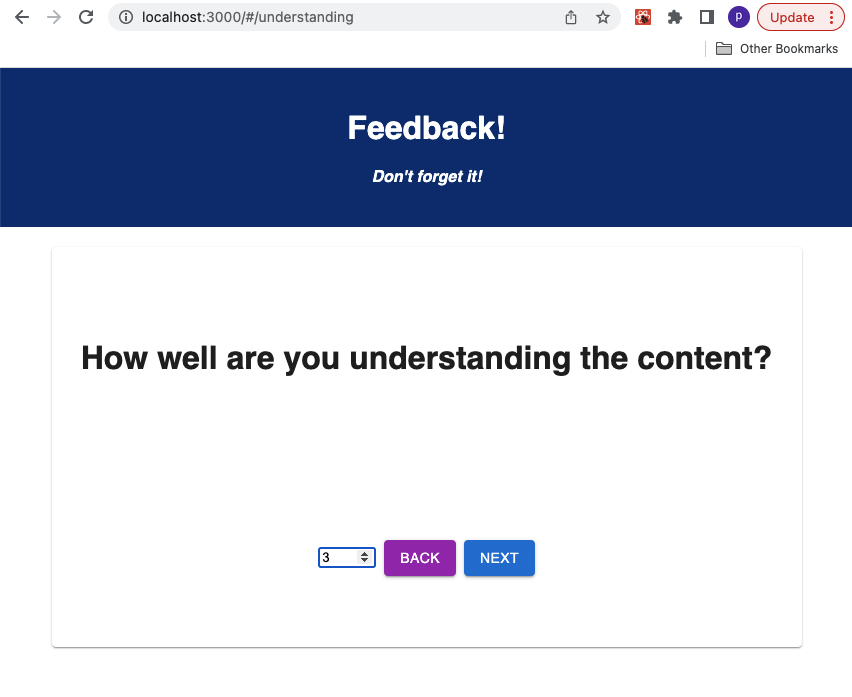 localhost:3000/#/understanding
P
Update
Other Bookmarks
Feedback!
Don't forget it!
How well are you understanding the content?
3
BACK
NEXT